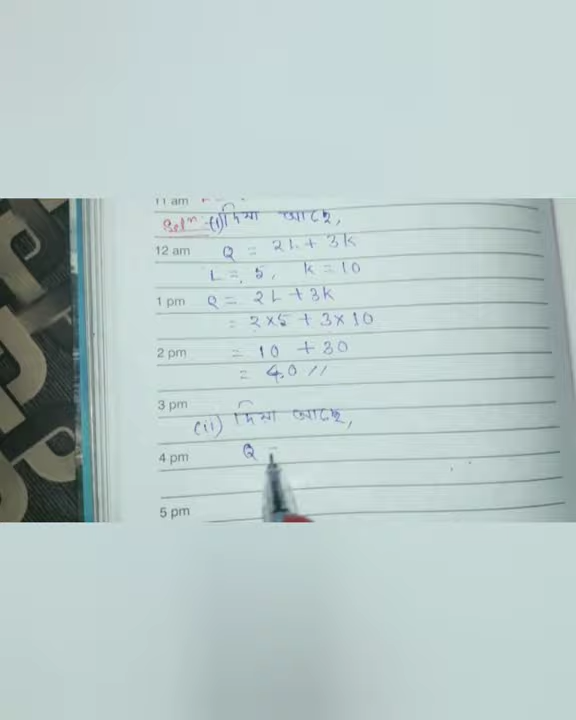 11 am
Solⁿ: (i) দিয়া আছে,
12 am Q = 2L + 3K
L = 5, K = 10
1 pm Q = 2L + 3K
= 2×5 + 3×10
2 pm = 10 + 30
= 40 //
3 pm
(ii) দিয়া আছে,
4 pm Q =
5 pm